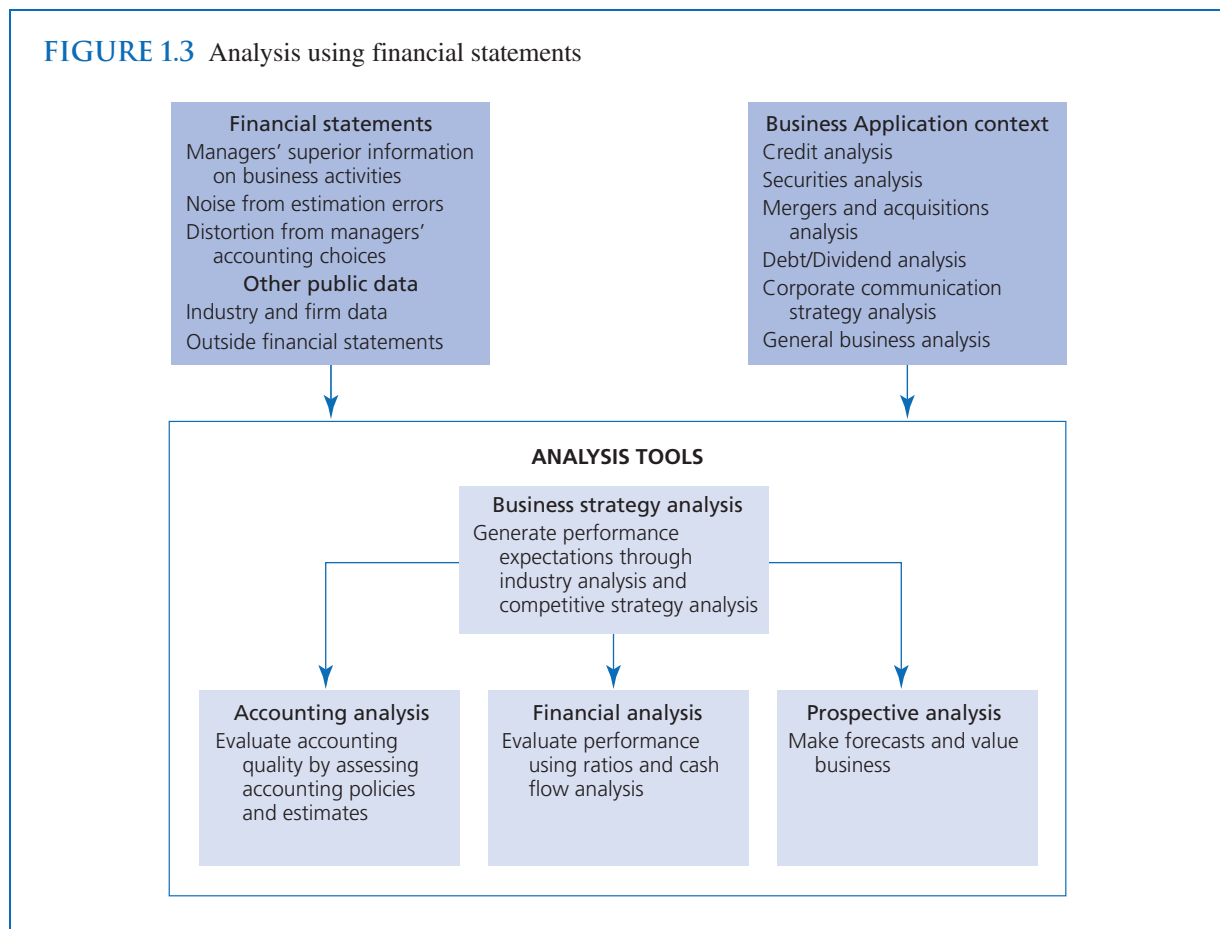 FIGURE 1.3 Analysis using financial statements
Financial statements
Managers’ superior information
on business activities
Noise from estimation errors
Distortion from managers’
accounting choices
Other public data
Industry and firm data
Outside financial statements
Business Application context
Credit analysis
Securities analysis
Mergers and acquisitions
analysis
Debt/Dividend analysis
Corporate communication
strategy analysis
General business analysis
ANALYSIS TOOLS
Business strategy analysis
Generate performance
expectations through
industry analysis and
competitive strategy analysis
Accounting analysis
Evaluate accounting
quality by assessing
accounting policies
and estimates
Financial analysis
Evaluate performance
using ratios and cash
flow analysis
Prospective analysis
Make forecasts and value
business